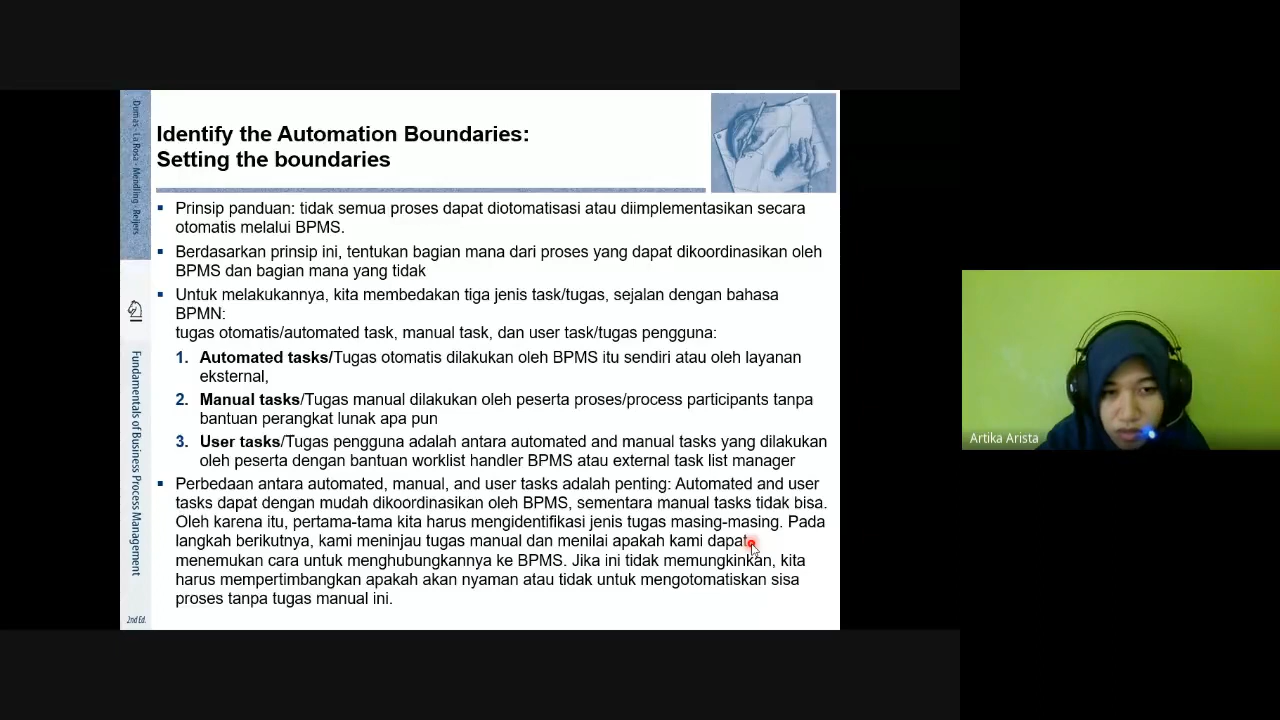 Identify the Automation Boundaries:
Setting the boundaries
Dumas · La Rosa · Mendling · Reijers
Fundamentals of Business Process Management
2nd Ed.
▪ Prinsip panduan: tidak semua proses dapat diotomatisasi atau diimplementasikan secara
otomatis melalui BPMS.
▪ Berdasarkan prinsip ini, tentukan bagian mana dari proses yang dapat dikoordinasikan oleh
BPMS dan bagian mana yang tidak
▪ Untuk melakukannya, kita membedakan tiga jenis task/tugas, sejalan dengan bahasa
BPMN:
tugas otomatis/automated task, manual task, dan user task/tugas pengguna:
1. Automated tasks/Tugas otomatis dilakukan oleh BPMS itu sendiri atau oleh layanan
eksternal,
2. Manual tasks/Tugas manual dilakukan oleh peserta proses/process participants tanpa
bantuan perangkat lunak apa pun
3. User tasks/Tugas pengguna adalah antara automated and manual tasks yang dilakukan
oleh peserta dengan bantuan worklist handler BPMS atau external task list manager
▪ Perbedaan antara automated, manual, and user tasks adalah penting: Automated and user
tasks dapat dengan mudah dikoordinasikan oleh BPMS, sementara manual tasks tidak bisa.
Oleh karena itu, pertama-tama kita harus mengidentifikasi jenis tugas masing-masing. Pada
langkah berikutnya, kami meninjau tugas manual dan menilai apakah kami dapat
menemukan cara untuk menghubungkannya ke BPMS. Jika ini tidak memungkinkan, kita
harus mempertimbangkan apakah akan nyaman atau tidak untuk mengotomatiskan sisa
proses tanpa tugas manual ini.
Artika Arista